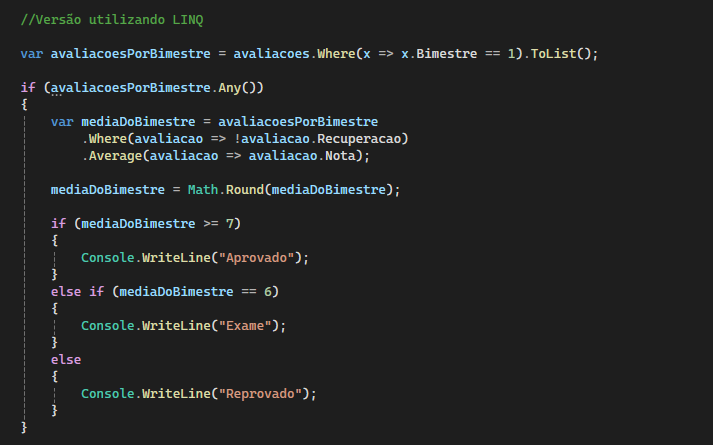 //Versão utilizando LINQ
var avaliacoesPorBimestre = avaliacoes.Where(x => x.Bimestre == 1).ToList();
if (avaliacoesPorBimestre.Any())
{
var mediaDoBimestre = avaliacoesPorBimestre
.Where(avaliacao => !avaliacao.Recuperacao)
.Average(avaliacao => avaliacao.Nota);
mediaDoBimestre = Math.Round(mediaDoBimestre);
if (mediaDoBimestre >= 7)
{
Console.WriteLine("Aprovado");
}
else if (mediaDoBimestre == 6)
{
Console.WriteLine("Exame");
}
else
{
Console.WriteLine("Reprovado");
}
}